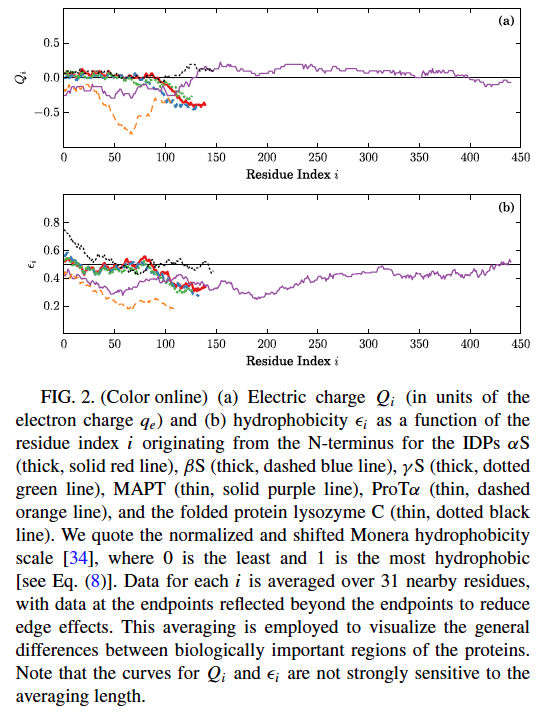 (a)
0.5
0.0
−0.5
Q_i
0 50 100 150 200 250 300 350 400 450
Residue Index i
(b)
0.8
0.6
0.4
0.2
ϵ_i
0 50 100 150 200 250 300 350 400 450
Residue Index i
FIG. 2. (Color online) (a) Electric charge Q_i (in units of the
electron charge q_e) and (b) hydrophobicity ϵ_i as a function of the
residue index i originating from the N-terminus for the IDPs αS
(thick, solid red line), βS (thick, dashed blue line), γS (thick, dotted
green line), MAPT (thin, solid purple line), ProTα (thin, dashed
orange line), and the folded protein lysozyme C (thin, dotted black
line). We quote the normalized and shifted Monera hydrophobicity
scale [34], where 0 is the least and 1 is the most hydrophobic
[see Eq. (8)]. Data for each i is averaged over 31 nearby residues,
with data at the endpoints reflected beyond the endpoints to reduce
edge effects. This averaging is employed to visualize the general
differences between biologically important regions of the proteins.
Note that the curves for Q_i and ϵ_i are not strongly sensitive to the
averaging length.